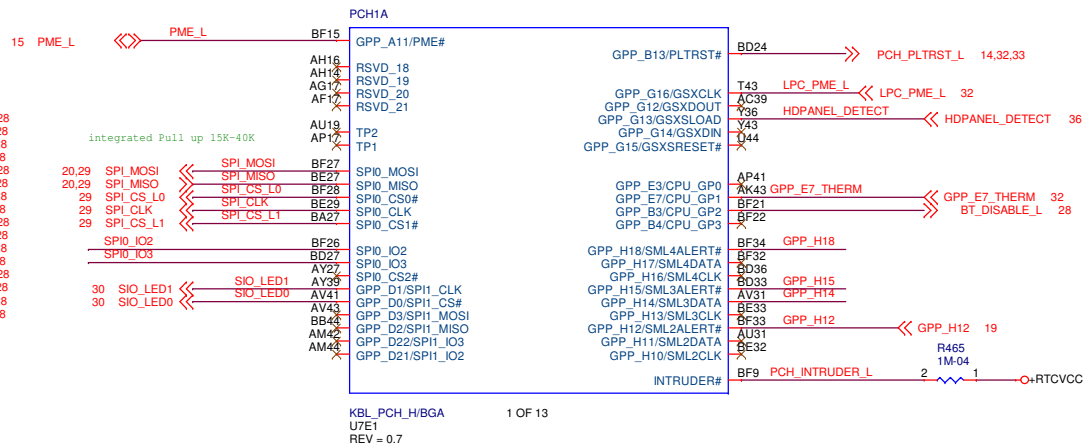 PCH1A
15 PME_L PME_L BF15 GPP_A11/PME#
GPP_B13/PLTRST# BD24 PCH_PLTRST_L 14,32,33
AH16 RSVD_18
AH14 RSVD_19
AG17 RSVD_20
AF17 RSVD_21
GPP_G16/GSXCLK T43 LPC_PME_L LPC_PME_L 32
GPP_G12/GSXDOUT AC39
GPP_G13/GSXSLOAD Y36 HDPANEL_DETECT HDPANEL_DETECT 36
GPP_G14/GSXDIN Y43
GPP_G15/GSXSRESET# U44
AU19 TP2
integrated Pull up 15K-40K
AP17 TP1
20,29 SPI_MOSI SPI_MOSI BF27 SPI0_MOSI
20,29 SPI_MISO SPI_MISO BE27 SPI0_MISO
29 SPI_CS_L0 SPI_CS_L0 BF28 SPI0_CS0#
29 SPI_CLK SPI_CLK BE29 SPI0_CLK
29 SPI_CS_L1 SPI_CS_L1 BA27 SPI0_CS1#
GPP_E3/CPU_GP0 AP41
GPP_E7/CPU_GP1 AK43 GPP_E7_THERM GPP_E7_THERM 32
GPP_B3/CPU_GP2 BF21 BT_DISABLE_L 28
GPP_B4/CPU_GP3 BF22
SPI0_IO2 BF26 SPI0_IO2
SPI0_IO3 BD27 SPI0_IO3
AY27 SPI0_CS2#
30 SIO_LED1 SIO_LED1 AY39 GPP_D1/SPI1_CLK
30 SIO_LED0 SIO_LED0 AV41 GPP_D0/SPI1_CS#
AV43 GPP_D3/SPI1_MOSI
BB44 GPP_D2/SPI1_MISO
AM42 GPP_D22/SPI1_IO3
AM44 GPP_D21/SPI1_IO2
GPP_H18/SML4ALERT# BF34 GPP_H18
GPP_H17/SML4DATA BF32
GPP_H16/SML4CLK BD36
GPP_H15/SML3ALERT# BD33 GPP_H15
GPP_H14/SML3DATA AV31 GPP_H14
GPP_H13/SML3CLK BE33
GPP_H12/SML2ALERT# BF33 GPP_H12 GPP_H12 19
GPP_H11/SML2DATA AU31
GPP_H10/SML2CLK BE32
R465
1M-04
INTRUDER# BF9 PCH_INTRUDER_L 2 1 +RTCVCC
KBL_PCH_H/BGA 1 OF 13
U7E1
REV = 0.7